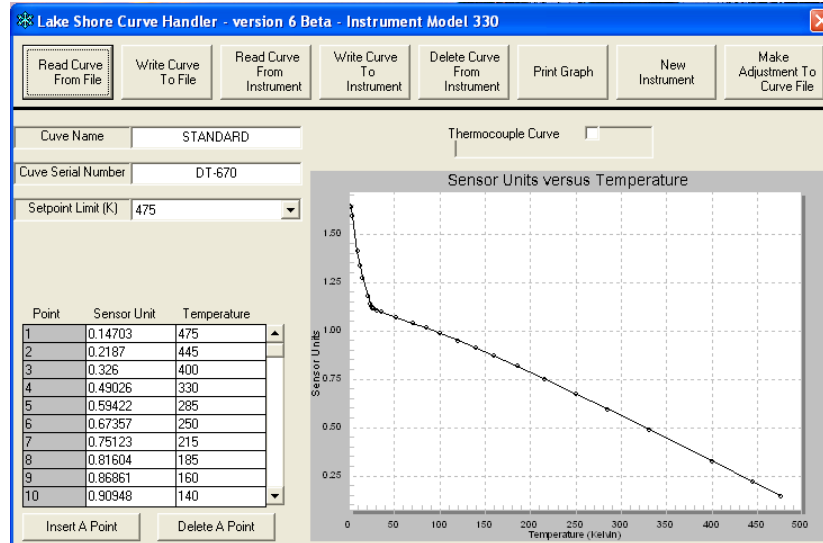 Lake Shore Curve Handler - version 6 Beta - Instrument Model 330
Read Curve
From File
Write Curve
To File
Read Curve
From
Instrument
Write Curve
To
Instrument
Delete Curve
From
Instrument
Print Graph
New
Instrument
Make
Adjustment To
Curve File
Cuve Name
STANDARD
Cuve Serial Number
DT-670
Setpoint Limit (K)
475
Thermocouple Curve
Point Sensor Unit Temperature
1 0.14703 475
2 0.2187 445
3 0.326 400
4 0.49026 330
5 0.59422 285
6 0.67357 250
7 0.75123 215
8 0.81604 185
9 0.86861 160
10 0.90948 140
Insert A Point
Delete A Point
Sensor Units versus Temperature
Sensor Units
1.50
1.25
1.00
0.75
0.50
0.25
0 50 100 150 200 250 300 350 400 450 500
Temperature (Kelvin)